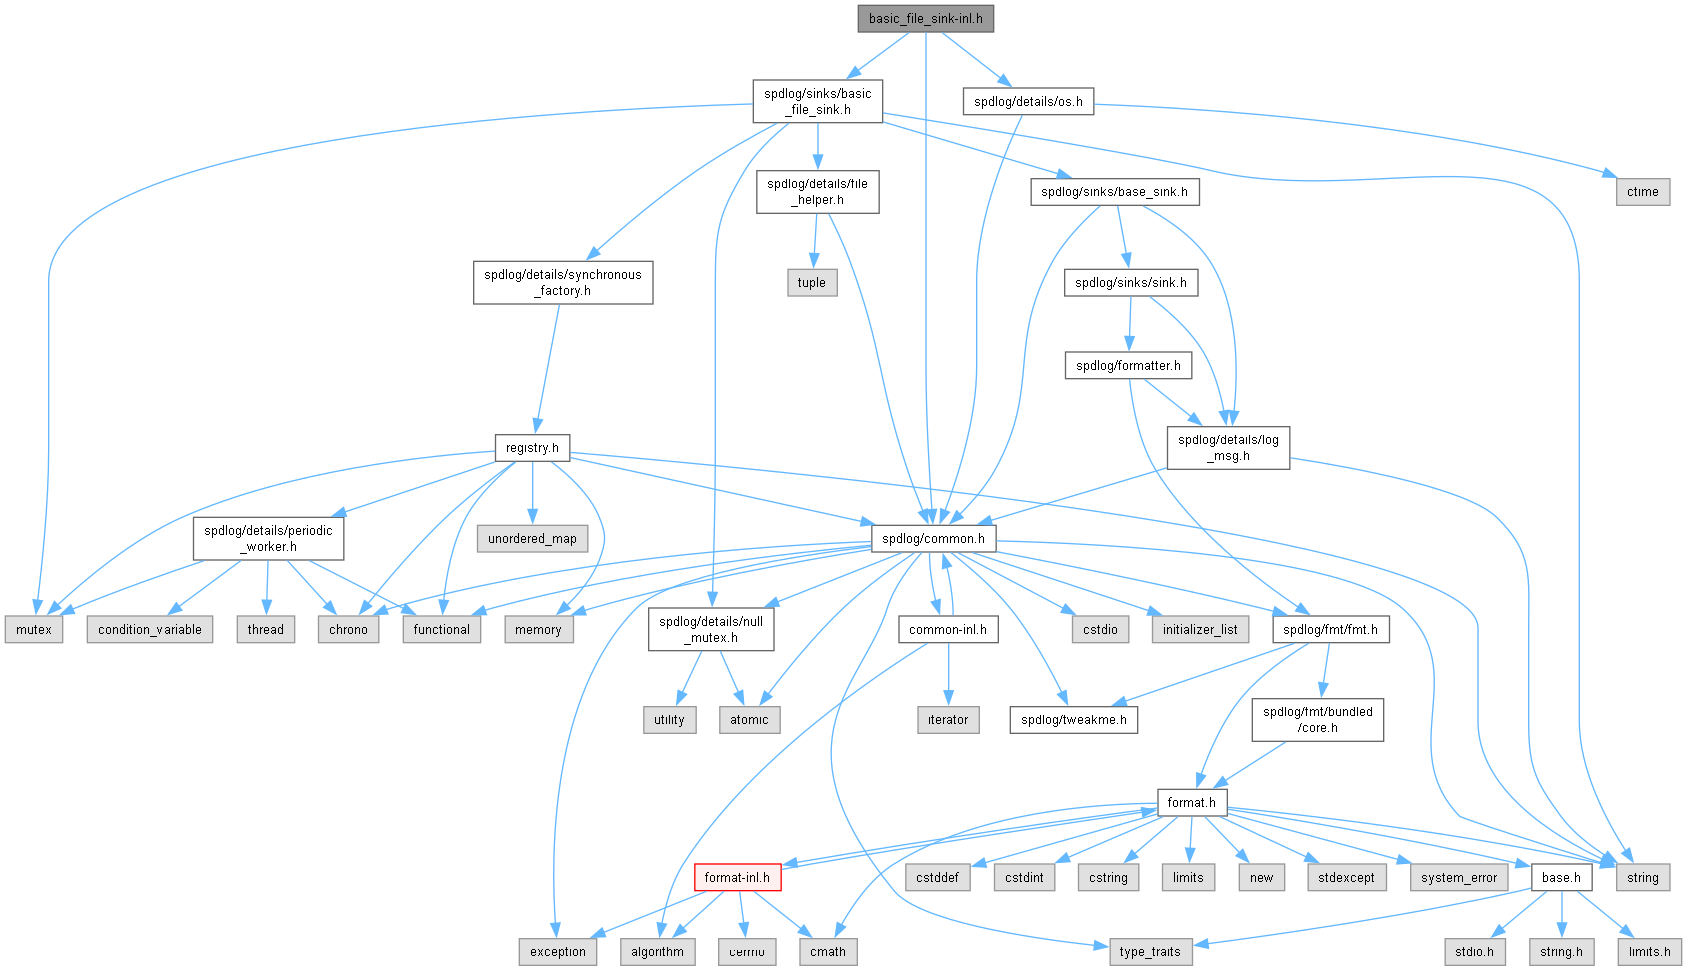 basic_file_sink-inl.h
spdlog/sinks/basic
_file_sink.h
spdlog/details/os.h
spdlog/details/file
_helper.h
spdlog/sinks/base_sink.h
ctime
spdlog/details/synchronous
_factory.h
tuple
spdlog/sinks/sink.h
spdlog/formatter.h
registry.h
spdlog/details/log
_msg.h
spdlog/details/periodic
_worker.h
unordered_map
spdlog/common.h
mutex
condition_variable
thread
chrono
functional
memory
spdlog/details/null
_mutex.h
common-inl.h
cstdio
initializer_list
spdlog/fmt/fmt.h
utility
atomic
iterator
spdlog/tweakme.h
spdlog/fmt/bundled
/core.h
format.h
format-inl.h
cstddef
cstdint
cstring
limits
new
stdexcept
system_error
base.h
string
exception
algorithm
cmath
type_traits
stdio.h
string.h
limits.h